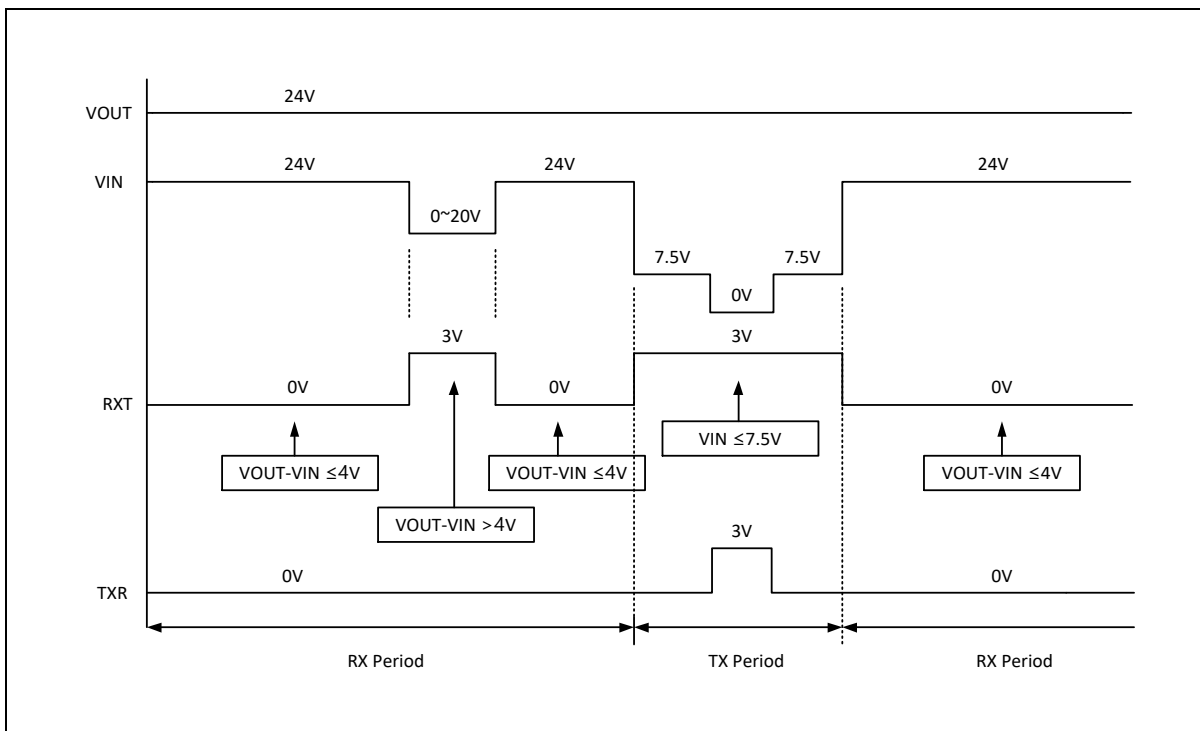 24V
VOUT
24V
24V
24V
VIN
0~20V
7.5V
7.5V
0V
3V
3V
0V
0V
0V
RXT
VIN ≤7.5V
VOUT-VIN ≤4V
VOUT-VIN ≤4V
VOUT-VIN ≤4V
VOUT-VIN >4V
3V
0V
0V
TXR
RX Period
TX Period
RX Period